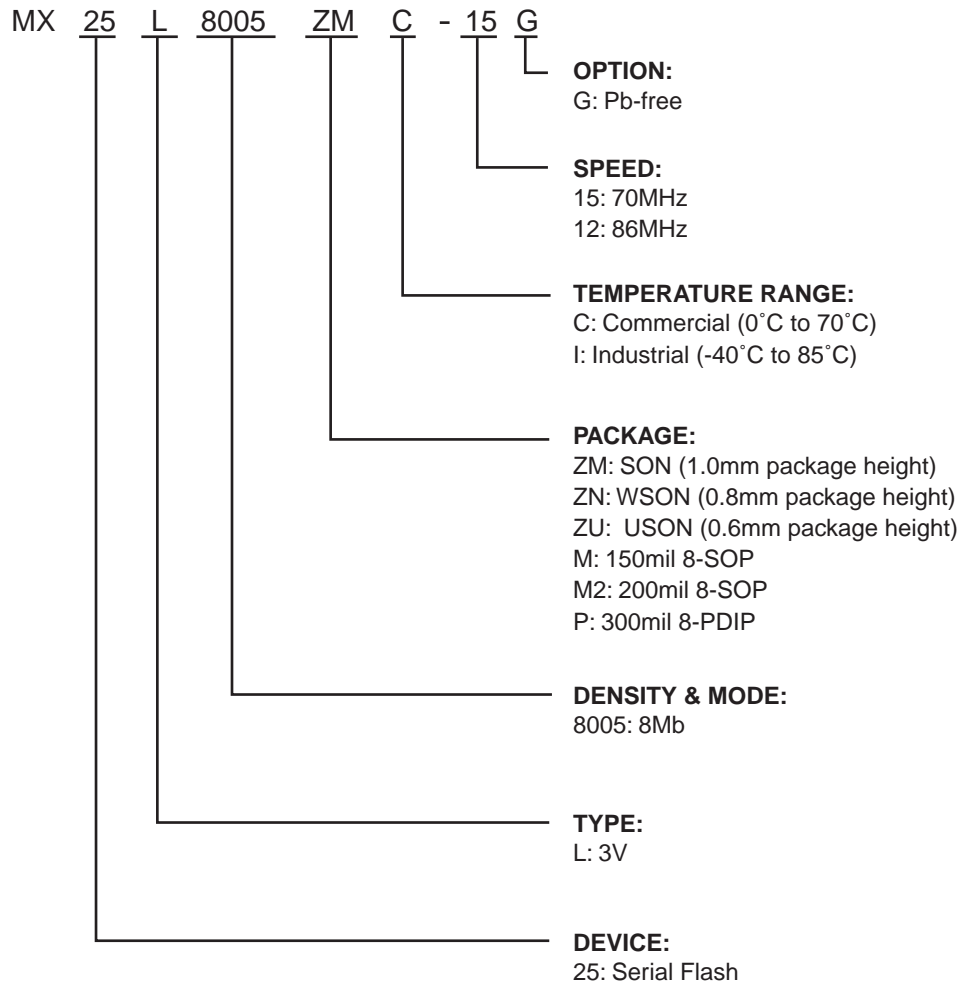 MX 25 L 8005 ZM C - 15 G
OPTION:
G: Pb-free
SPEED:
15: 70MHz
12: 86MHz
TEMPERATURE RANGE:
C: Commercial (0˚C to 70˚C)
I: Industrial (-40˚C to 85˚C)
PACKAGE:
ZM: SON (1.0mm package height)
ZN: WSON (0.8mm package height)
ZU: USON (0.6mm package height)
M: 150mil 8-SOP
M2: 200mil 8-SOP
P: 300mil 8-PDIP
DENSITY & MODE:
8005: 8Mb
TYPE:
L: 3V
DEVICE:
25: Serial Flash